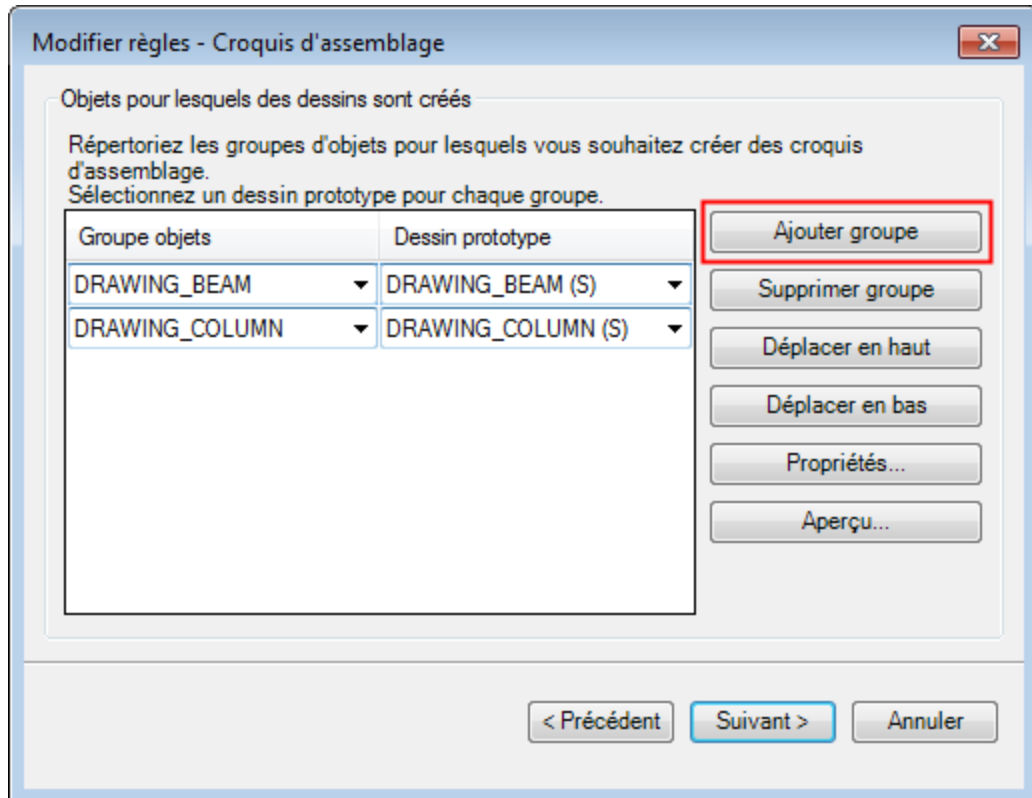 Modifier règles - Croquis d'assemblage
Objets pour lesquels des dessins sont créés
Répertoriez les groupes d'objets pour lesquels vous souhaitez créer des croquis
d'assemblage.
Sélectionnez un dessin prototype pour chaque groupe.
Groupe objets Dessin prototype
DRAWING_BEAM DRAWING_BEAM (S)
DRAWING_COLUMN DRAWING_COLUMN (S)
Ajouter groupe
Supprimer groupe
Déplacer en haut
Déplacer en bas
Propriétés...
Aperçu...
< Précédent Suivant > Annuler